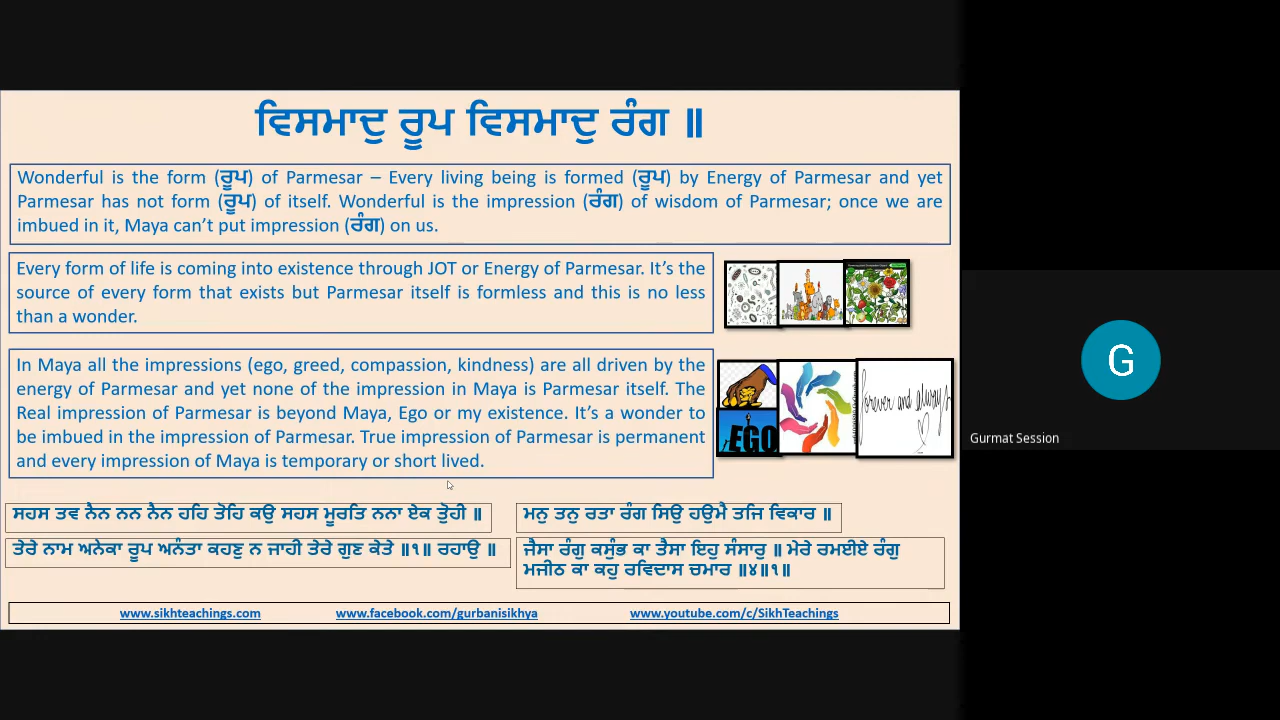 ਵਿਸਮਾਦੁ ਰੂਪ ਵਿਸਮਾਦੁ ਰੰਗ ॥
Wonderful is the form (ਰੂਪ) of Parmesar – Every living being is formed (ਰੂਪ) by Energy of Parmesar and yet
Parmesar has not form (ਰੂਪ) of itself. Wonderful is the impression (ਰੰਗ) of wisdom of Parmesar; once we are
imbued in it, Maya can't put impression (ਰੰਗ) on us.
Every form of life is coming into existence through JOT or Energy of Parmesar. It's the
source of every form that exists but Parmesar itself is formless and this is no less
than a wonder.
In Maya all the impressions (ego, greed, compassion, kindness) are all driven by the
energy of Parmesar and yet none of the impression in Maya is Parmesar itself. The
Real impression of Parmesar is beyond Maya, Ego or my existence. It's a wonder to
be imbued in the impression of Parmesar. True impression of Parmesar is permanent
and every impression of Maya is temporary or short lived.
EGO
forever and always
ਸਹਸ ਤਵ ਨੈਨ ਨਨ ਨੈਨ ਹਹਿ ਤੋਹਿ ਕਉ ਸਹਸ ਮੂਰਤਿ ਨਨਾ ਏਕ ਤੋੁਹੀ ॥
ਤੇਰੇ ਨਾਮ ਅਨੇਕਾ ਰੂਪ ਅਨੰਤਾ ਕਹਣੁ ਨ ਜਾਹੀ ਤੇਰੇ ਗੁਣ ਕੇਤੇ ॥੧॥ ਰਹਾਉ ॥
ਮਨੁ ਤਨੁ ਰਤਾ ਰੰਗ ਸਿਉ ਹਉਮੈ ਤਜਿ ਵਿਕਾਰ ॥
ਜੈਸਾ ਰੰਗੁ ਕਸੁੰਭ ਕਾ ਤੈਸਾ ਇਹੁ ਸੰਸਾਰੁ ॥ ਮੇਰੇ ਰਮਈਏ ਰੰਗੁ
ਮਜੀਠ ਕਾ ਕਹੁ ਰਵਿਦਾਸ ਚਮਾਰ ॥੪॥੧॥
www.sikhteachings.com www.facebook.com/gurbanisikhya www.youtube.com/c/SikhTeachings
G
Gurmat Session